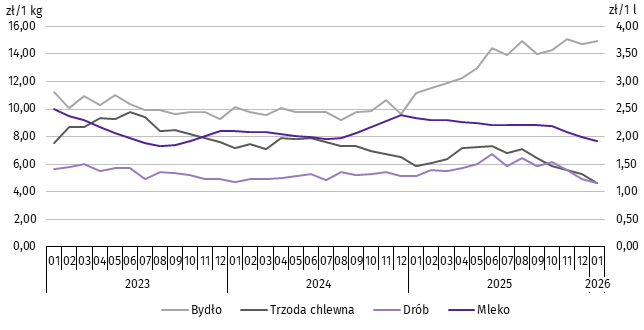 zł/1 kg zł/1 l
16,00 4,00
14,00 3,50
12,00 3,00
10,00 2,50
8,00 2,00
6,00 1,50
4,00 1,00
2,00 0,50
0,00 0,00
01 02 03 04 05 06 07 08 09 10 11 12 01 02 03 04 05 06 07 08 09 10 11 12 01 02 03 04 05 06 07 08 09 10 11 12 01
2023 2024 2025 2026
Bydło Trzoda chlewna Drób Mleko